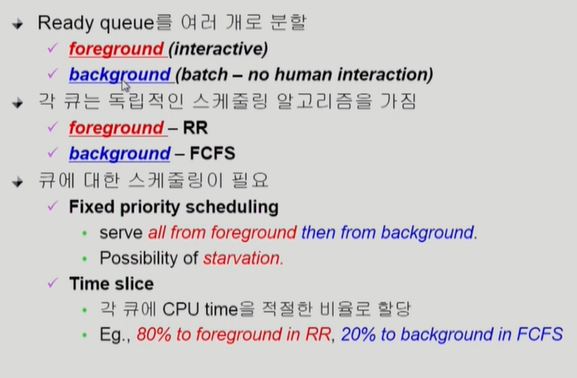 Ready queue를 여러 개로 분할
foreground (interactive)
background (batch – no human interaction)
각 큐는 독립적인 스케줄링 알고리즘을 가짐
foreground – RR
background – FCFS
큐에 대한 스케줄링이 필요
Fixed priority scheduling
serve all from foreground then from background.
Possibility of starvation.
Time slice
각 큐에 CPU time을 적절한 비율로 할당
Eg., 80% to foreground in RR, 20% to background in FCFS